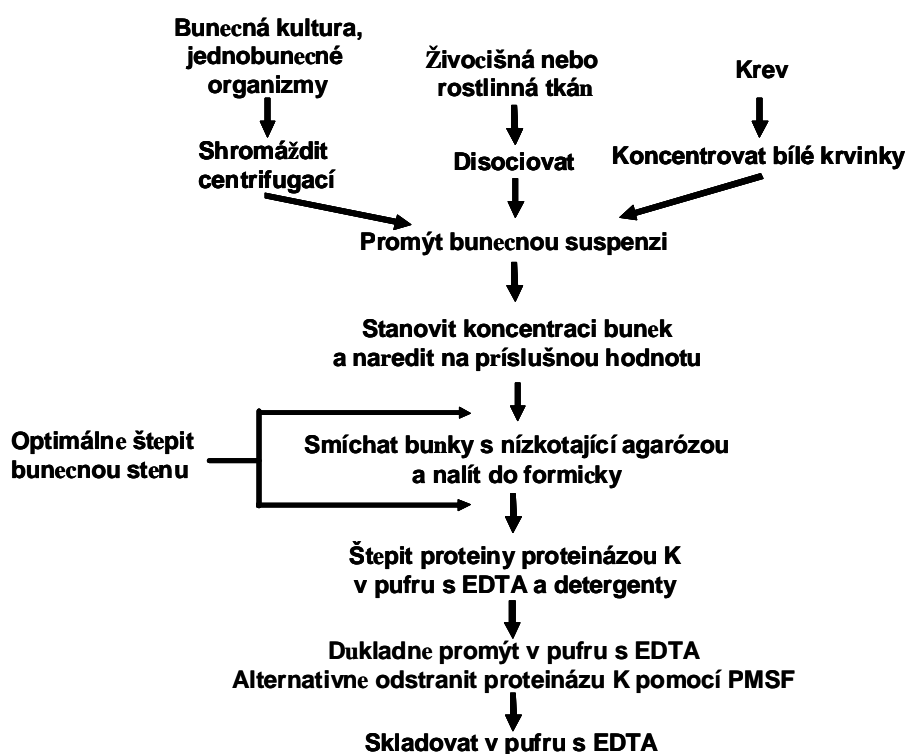 Bunecná kultura,
jednobunecné
organizmy
Živocišná nebo
rostlinná tkán
Krev
Shromáždit
centrifugací
Disociovat
Koncentrovat bílé krvinky
Promýt bunecnou suspenzi
Stanovit koncentraci bunek
a naredit na príslušnou hodnotu
Optimálne štepit
bunecnou stenu
Smíchat bunky s nízkotající agarózou
a nalít do formicky
Štepit proteiny proteinázou K
v pufru s EDTA a detergenty
Dukladne promýt v pufru s EDTA
Alternativne odstranit proteinázu K pomocí PMSF
Skladovat v pufru s EDTA